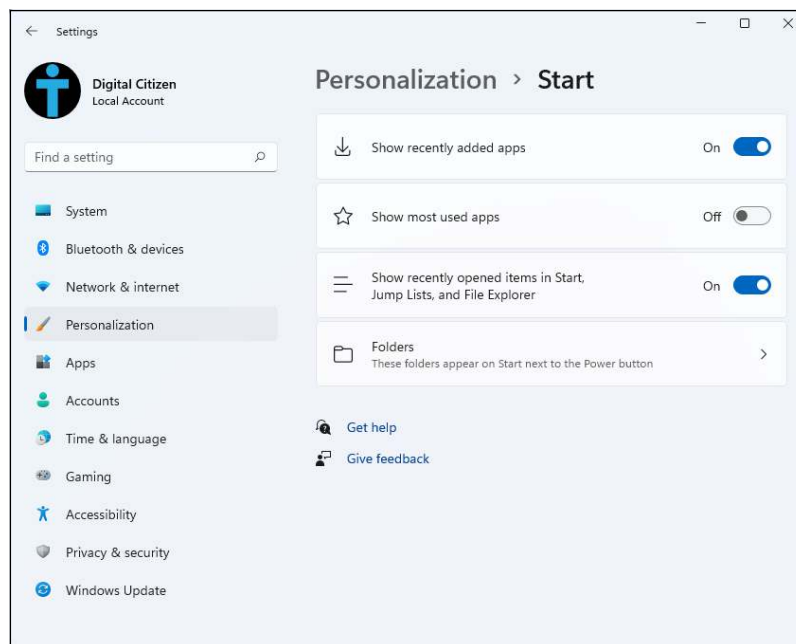 Settings
Digital Citizen
Local Account
Find a setting
System
Bluetooth & devices
Network & internet
Personalization
Apps
Accounts
Time & language
Gaming
Accessibility
Privacy & security
Windows Update
Personalization > Start
Show recently added apps
On
Show most used apps
Off
Show recently opened items in Start,
Jump Lists, and File Explorer
On
Folders
These folders appear on Start next to the Power button
Get help
Give feedback